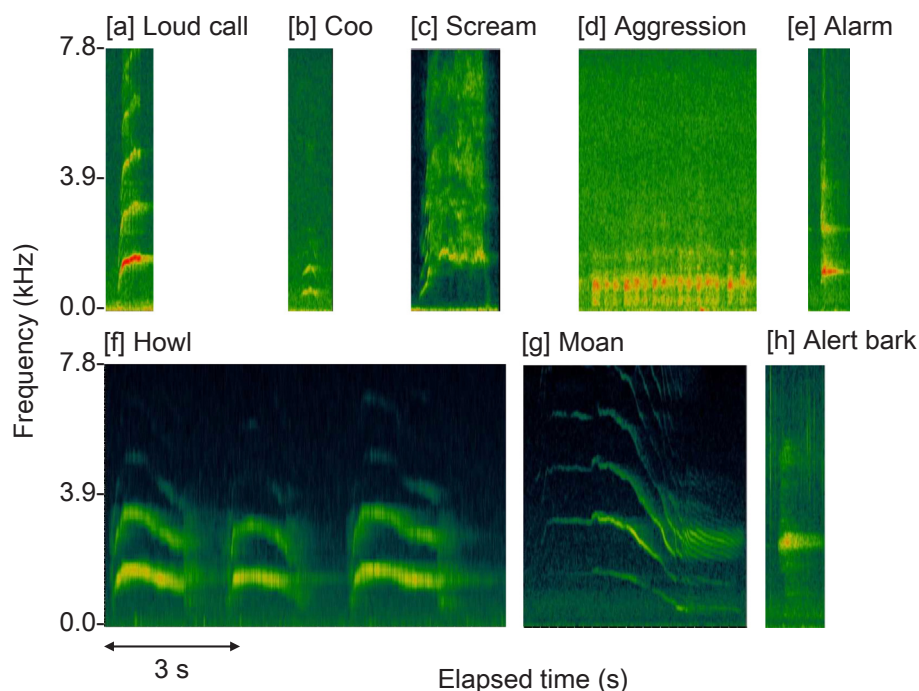 [a] Loud call
[b] Coo
[c] Scream
[d] Aggression
[e] Alarm
7.8-
3.9-
0.0-
Frequency (kHz)
[f] Howl
[g] Moan
[h] Alert bark
7.8-
3.9-
0.0-
3 s
Elapsed time (s)